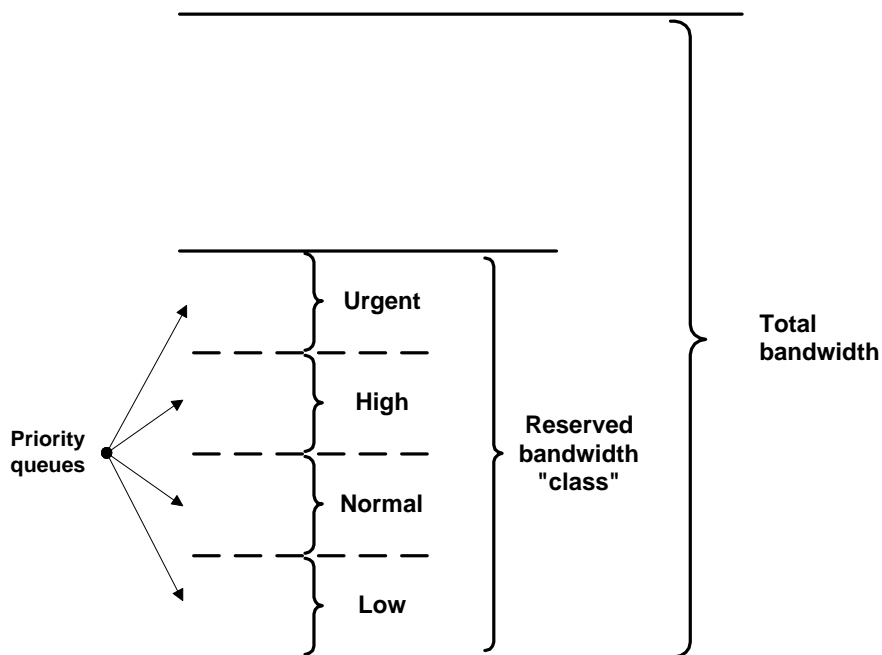 Urgent
Total
bandwidth
High
Reserved
bandwidth
"class"
Priority
queues
Normal
Low